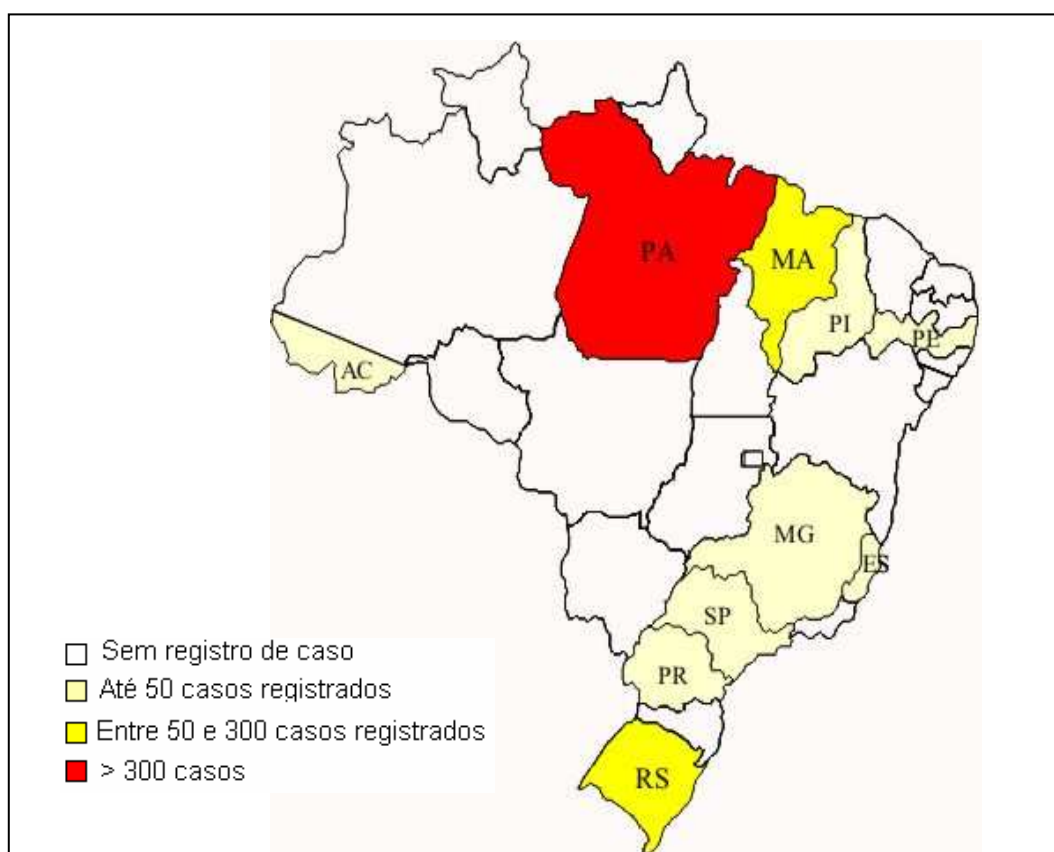 PA
MA
PI
PE
AC
MG
ES
SP
PR
RS
Sem registro de caso
Até 50 casos registrados
Entre 50 e 300 casos registrados
> 300 casos